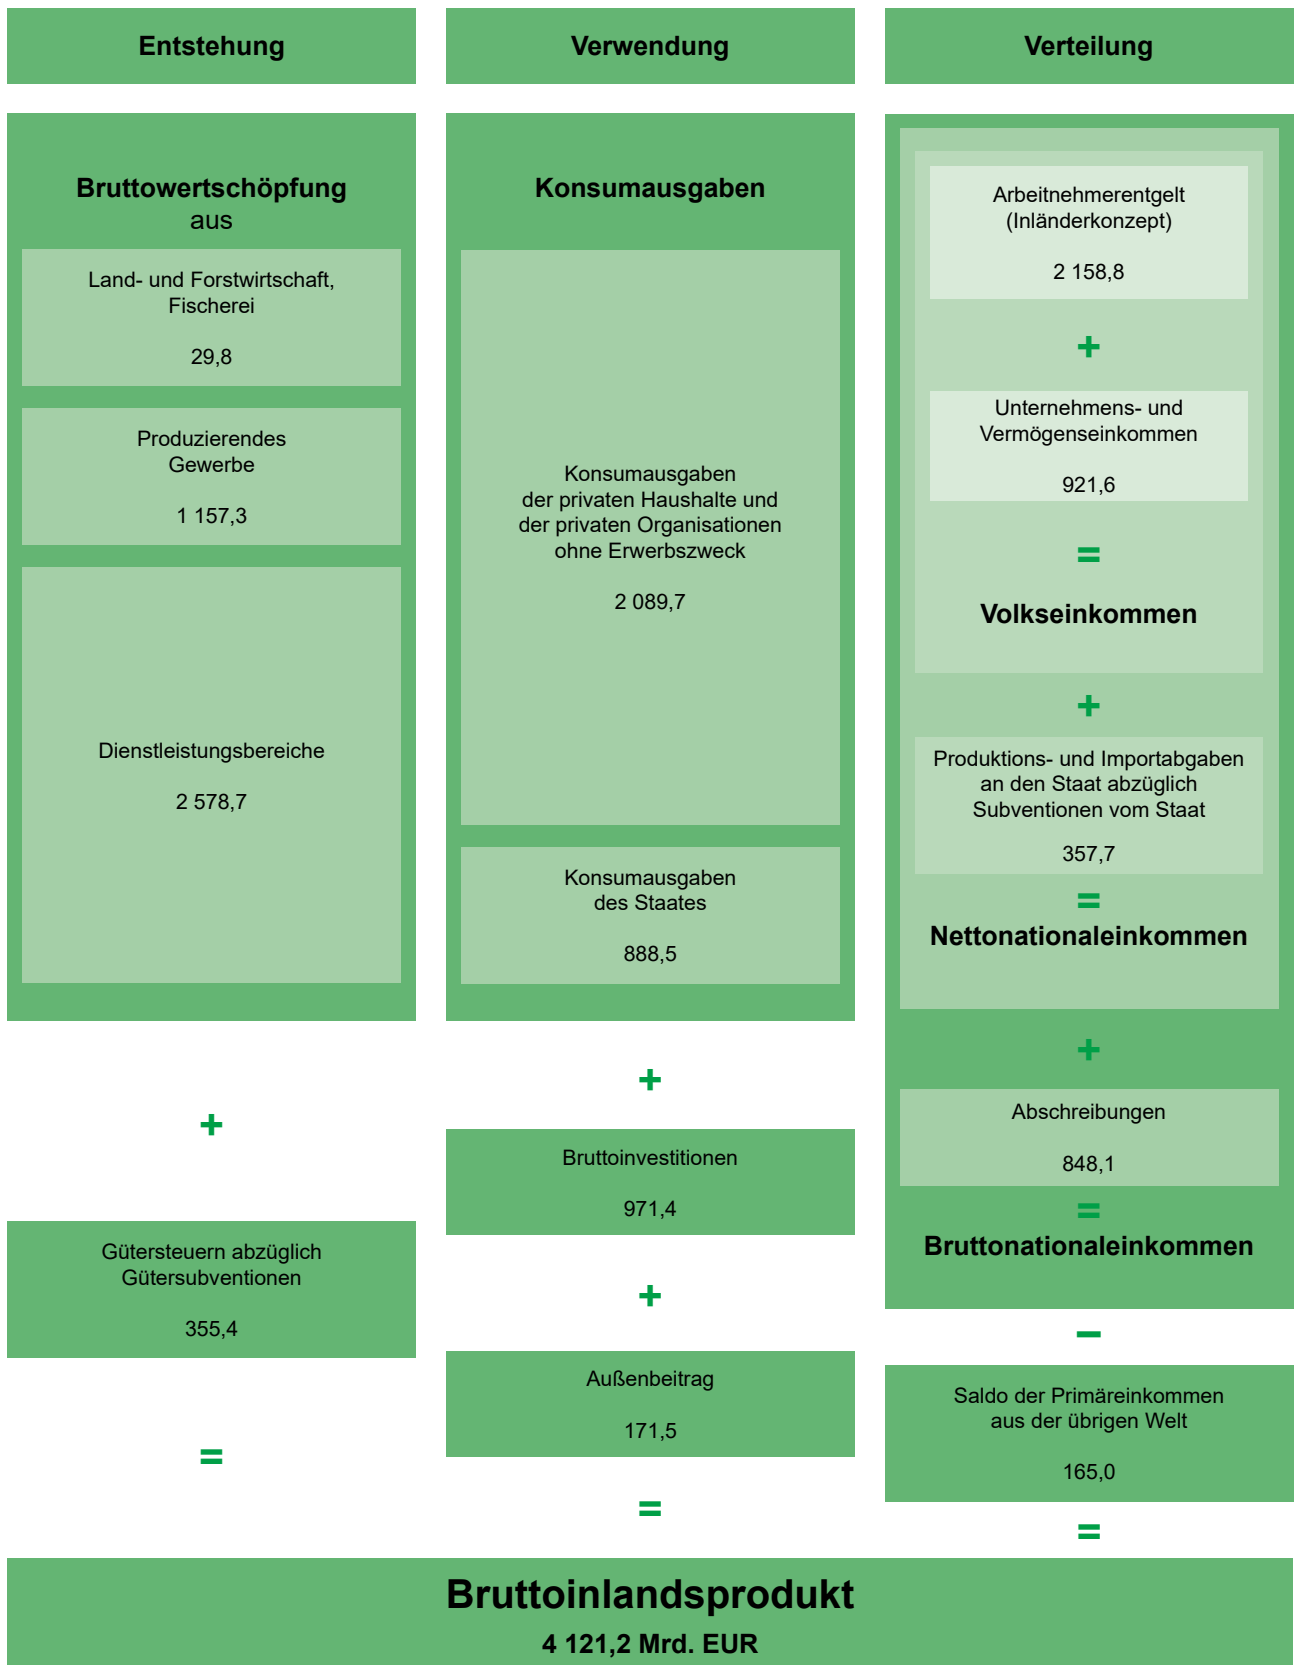 Entstehung
Bruttowertschöpfung
aus
Land- und Forstwirtschaft,
Fischerei
29,8
Produzierendes
Gewerbe
1 157,3
Dienstleistungsbereiche
2 578,7
+
Gütersteuern abzüglich
Gütersubventionen
355,4
=
Verwendung
Konsumausgaben
Konsumausgaben
der privaten Haushalte und
der privaten Organisationen
ohne Erwerbszweck
2 089,7
Konsumausgaben
des Staates
888,5
+
Bruttoinvestitionen
971,4
+
Außenbeitrag
171,5
=
Verteilung
Arbeitnehmerentgelt
(Inländerkonzept)
2 158,8
+
Unternehmens- und
Vermögenseinkommen
921,6
=
Volkseinkommen
+
Produktions- und Importabgaben
an den Staat abzüglich
Subventionen vom Staat
357,7
=
Nettonationaleinkommen
+
Abschreibungen
848,1
=
Bruttonationaleinkommen
–
Saldo der Primäreinkommen
aus der übrigen Welt
165,0
=
Bruttoinlandsprodukt
4 121,2 Mrd. EUR